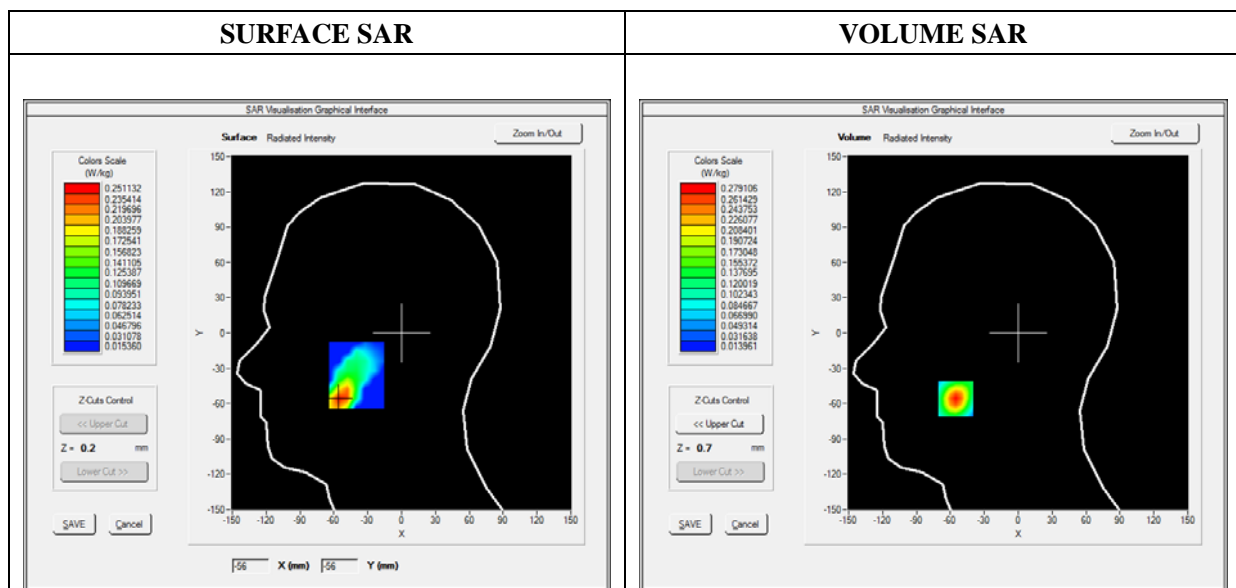 SURFACE SAR
VOLUME SAR
SAR Visualisation Graphical Interface
Surface Radiated Intensity
Zoom In/Out
Colors Scale
(W/kg)
0.251132
0.235414
0.219696
0.203977
0.188259
0.172541
0.156823
0.141105
0.125387
0.109669
0.093951
0.078233
0.062514
0.046796
0.031078
0.015360
Z-Cuts Control
<< Upper Cut
Z = 0.2 mm
Lower Cut >>
SAVE Cancel
150
120
90
60
30
0
-30
-60
-90
-120
-150
Y
-150 -120 -90 -60 -30 0 30 60 90 120 150
X
-56 X (mm) -56 Y (mm)
SAR Visualisation Graphical Interface
Volume Radiated Intensity
Zoom In/Out
Colors Scale
(W/kg)
0.279106
0.261429
0.243753
0.226077
0.208401
0.190724
0.173048
0.155372
0.137695
0.120019
0.102343
0.084667
0.066990
0.049314
0.031638
0.013961
Z-Cuts Control
<< Upper Cut
Z = 0.7 mm
Lower Cut >>
SAVE Cancel
150
120
90
60
30
0
-30
-60
-90
-120
-150
Y
-150 -120 -90 -60 -30 0 30 60 90 120 150
X